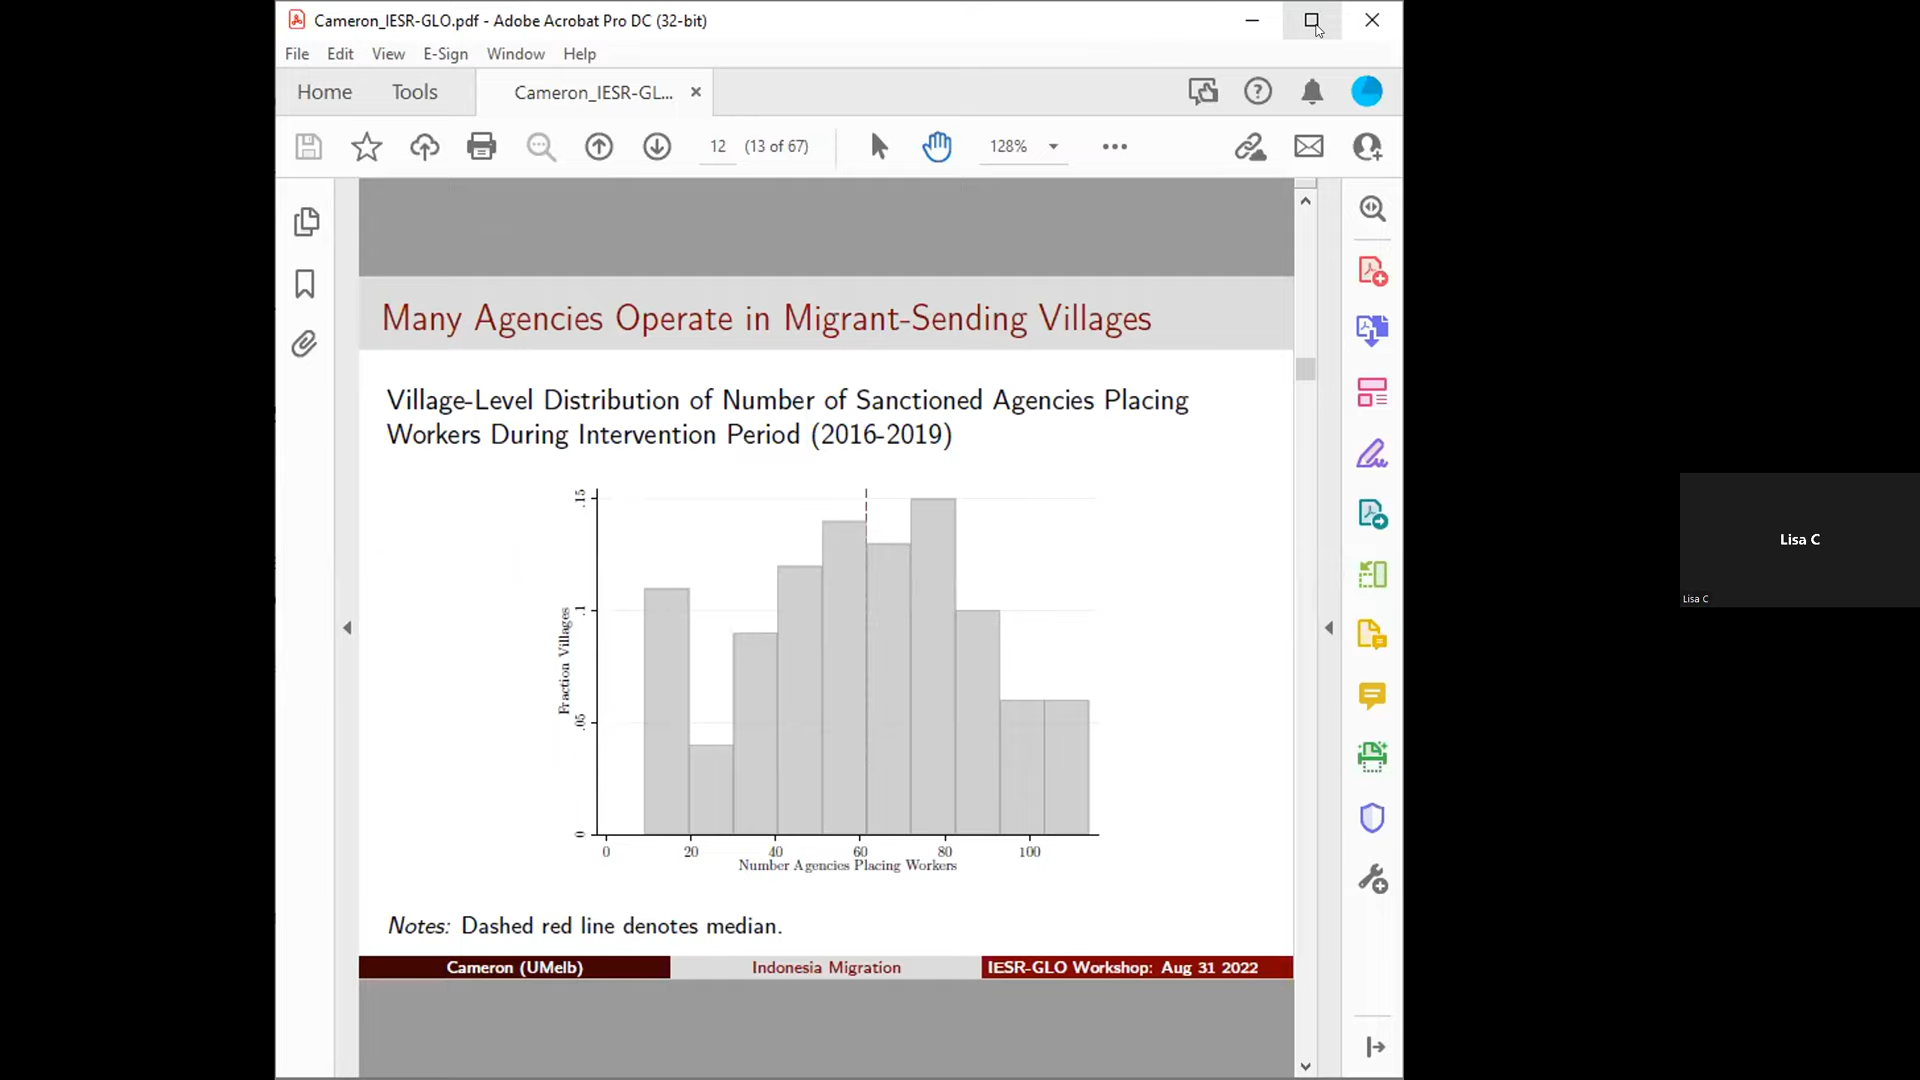 Cameron_IESR-GLO.pdf - Adobe Acrobat Pro DC (32-bit)
File Edit View E-Sign Window Help
Home Tools Cameron_IESR-GL...
12 (13 of 67) 128%
Many Agencies Operate in Migrant-Sending Villages
Village-Level Distribution of Number of Sanctioned Agencies Placing
Workers During Intervention Period (2016-2019)
Fraction Villages
.15
.1
.05
0
0 20 40 60 80 100
Number Agencies Placing Workers
Notes: Dashed red line denotes median.
Cameron (UMelb) Indonesia Migration IESR-GLO Workshop: Aug 31 2022
Lisa C
Lisa C